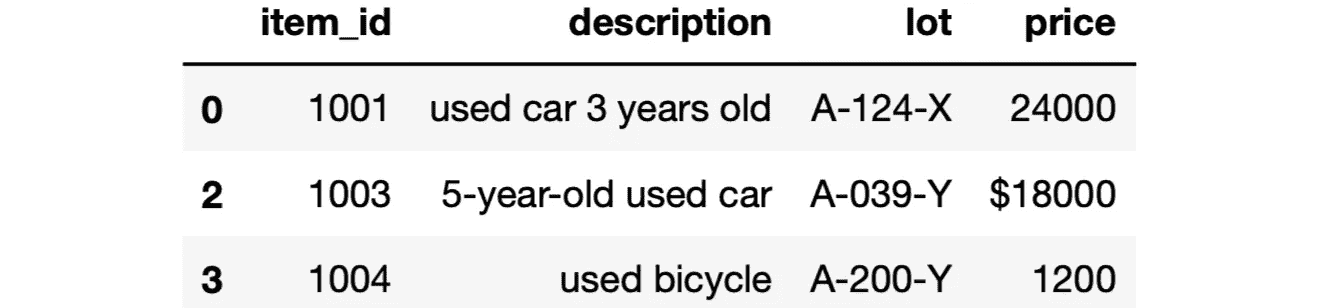 item_id description lot price
0 1001 used car 3 years old A-124-X 24000
2 1003 5-year-old used car A-039-Y $18000
3 1004 used bicycle A-200-Y 1200